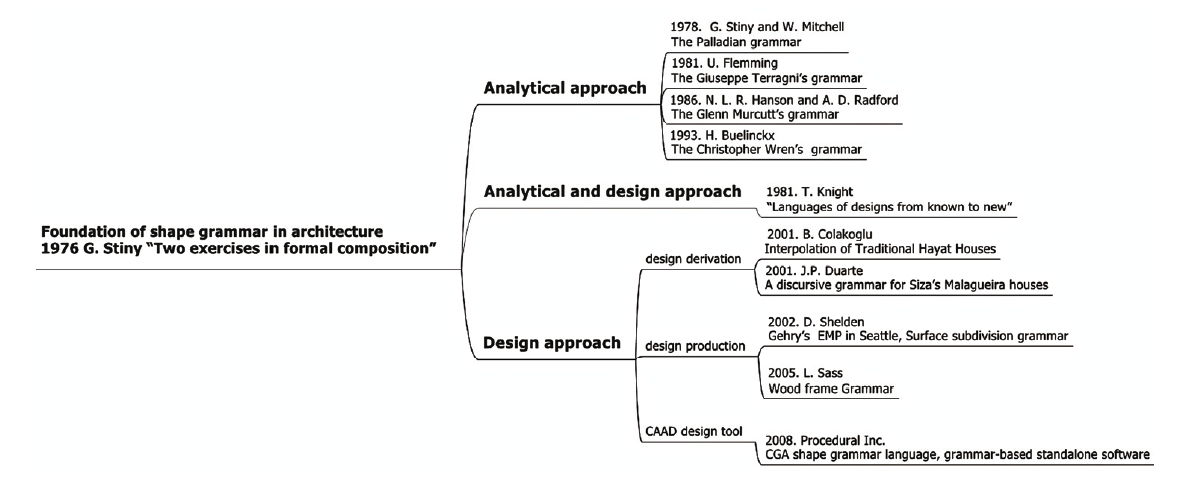 Foundation of shape grammar in architecture
1976 G. Stiny “Two exercises in formal composition”
Analytical approach
1978. G. Stiny and W. Mitchell
The Palladian grammar
1981. U. Flemming
The Giuseppe Terragni’s grammar
1986. N. L. R. Hanson and A. D. Radford
The Glenn Murcutt’s grammar
1993. H. Buelinckx
The Christopher Wren’s grammar
Analytical and design approach
1981. T. Knight
“Languages of designs from known to new”
Design approach
design derivation
2001. B. Colakoglu
Interpolation of Traditional Hayat Houses
2001. J.P. Duarte
A discursive grammar for Siza’s Malagueira houses
design production
2002. D. Shelden
Gehry’s EMP in Seattle, Surface subdivision grammar
2005. L. Sass
Wood frame Grammar
CAAD design tool
2008. Procedural Inc.
CGA shape grammar language, grammar-based standalone software